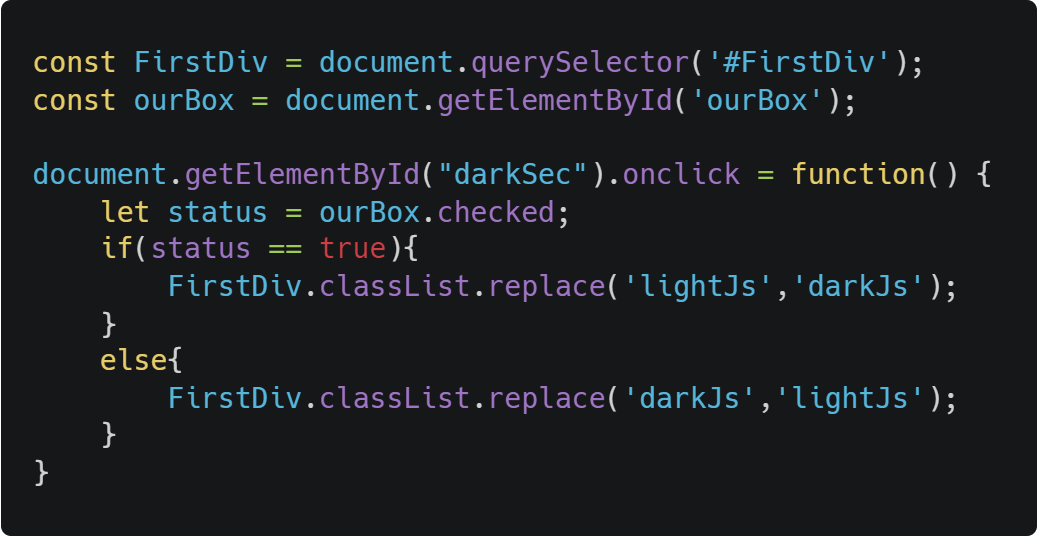 const FirstDiv = document.querySelector('#FirstDiv');
const ourBox = document.getElementById('ourBox');

document.getElementById("darkSec").onclick = function() {
    let status = ourBox.checked;
    if(status == true){
        FirstDiv.classList.replace('lightJs','darkJs');
    }
    else{
        FirstDiv.classList.replace('darkJs','lightJs');
    }
}